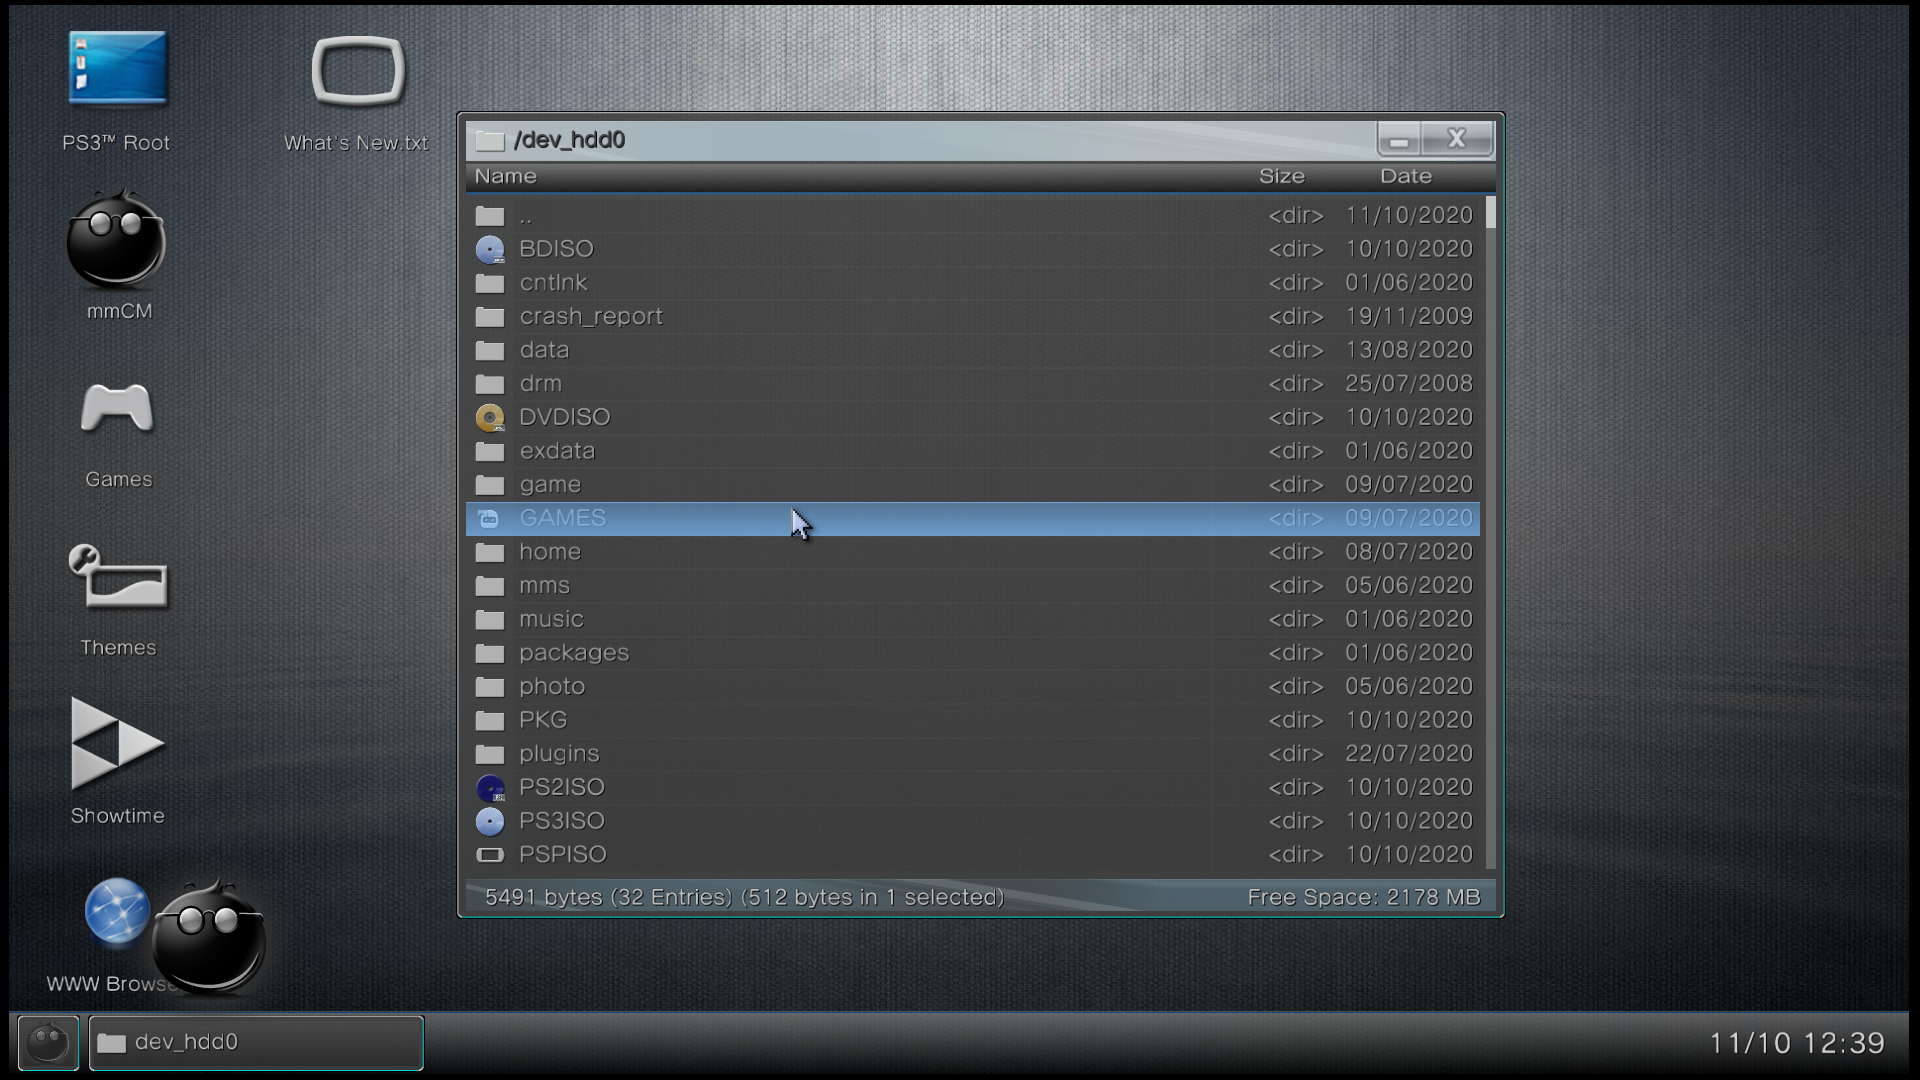 PS3™ Root
What's New.txt
mmCM
Games
Themes
Showtime
WWW Browse
/dev_hdd0
X
Name Size Date
.. <dir> 11/10/2020
BDISO <dir> 10/10/2020
cntlnk <dir> 01/06/2020
crash_report <dir> 19/11/2009
data <dir> 13/08/2020
drm <dir> 25/07/2008
DVDISO <dir> 10/10/2020
exdata <dir> 01/06/2020
game <dir> 09/07/2020
GAMES <dir> 09/07/2020
home <dir> 08/07/2020
mms <dir> 05/06/2020
music <dir> 01/06/2020
packages <dir> 01/06/2020
photo <dir> 05/06/2020
PKG <dir> 10/10/2020
plugins <dir> 22/07/2020
PS2ISO <dir> 10/10/2020
PS3ISO <dir> 10/10/2020
PSPISO <dir> 10/10/2020
5491 bytes (32 Entries) (512 bytes in 1 selected) Free Space: 2178 MB
dev_hdd0
11/10 12:39